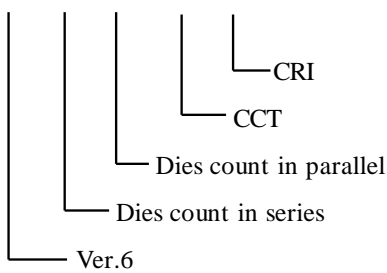 CRI
CCT
Dies count in parallel
Dies count in series
Ver.6